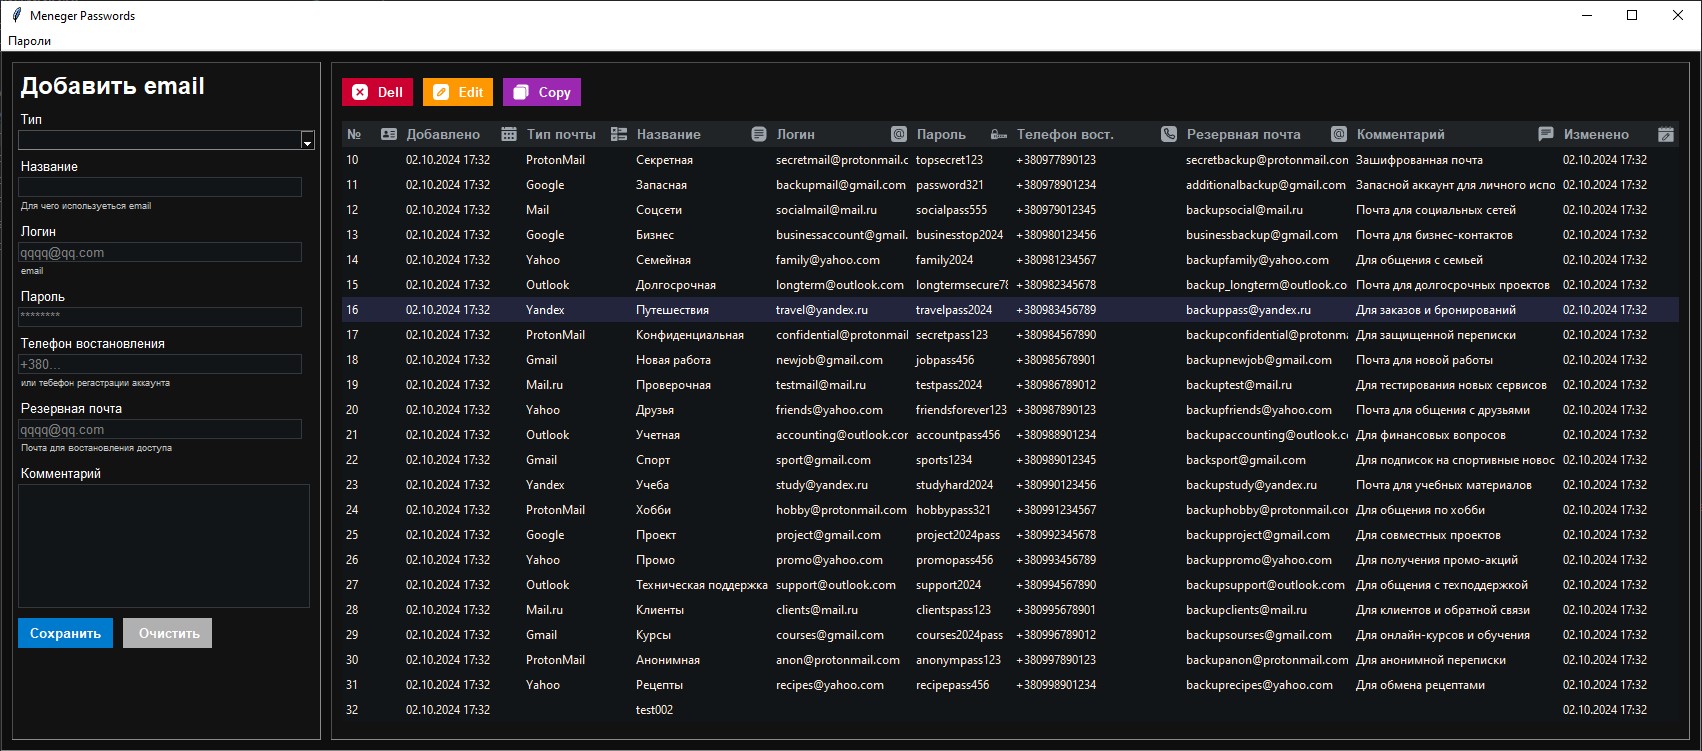 Meneger Passwords
Пароли
Добавить email
Тип
Название
Для чего используеться email
Логин
qqqq@qq.com
email
Пароль
********
Телефон востановления
+380...
или тебефон регастрации аккаунта
Резервная почта
qqqq@qq.com
Почта для востановления доступа
Комментарий
Сохранить Очистить
Dell Edit Copy
№ Добавлено Тип почты Название Логин Пароль Телефон вост. Резервная почта Комментарий Изменено
10 02.10.2024 17:32 ProtonMail Секретная secretmail@protonmail.c topsecret123 +380977890123 secretbackup@protonmail.con Зашифрованная почта 02.10.2024 17:32
11 02.10.2024 17:32 Google Запасная backupmail@gmail.com password321 +380978901234 additionalbackup@gmail.com Запасной аккаунт для личного испо 02.10.2024 17:32
12 02.10.2024 17:32 Mail Соцсети socialmail@mail.ru socialpass555 +380979012345 backupsocial@mail.ru Почта для социальных сетей 02.10.2024 17:32
13 02.10.2024 17:32 Google Бизнес businessaccount@gmail. businesstop2024 +380980123456 businessbackup@gmail.com Почта для бизнес-контактов 02.10.2024 17:32
14 02.10.2024 17:32 Yahoo Семейная family@yahoo.com family2024 +380981234567 backupfamily@yahoo.com Для общения с семьей 02.10.2024 17:32
15 02.10.2024 17:32 Outlook Долгосрочная longterm@outlook.com longtermsecure78 +380982345678 backup_longterm@outlook.co Почта для долгосрочных проектов 02.10.2024 17:32
16 02.10.2024 17:32 Yandex Путешествия travel@yandex.ru travelpass2024 +380983456789 backuppass@yandex.ru Для заказов и бронирований 02.10.2024 17:32
17 02.10.2024 17:32 ProtonMail Конфиденциальная confidential@protonmail secretpass123 +380984567890 backupconfidential@protonma Для защищенной переписки 02.10.2024 17:32
18 02.10.2024 17:32 Gmail Новая работа newjob@gmail.com jobpass456 +380985678901 backupnewjob@gmail.com Почта для новой работы 02.10.2024 17:32
19 02.10.2024 17:32 Mail.ru Проверочная testmail@mail.ru testpass2024 +380986789012 backuptest@mail.ru Для тестирования новых сервисов 02.10.2024 17:32
20 02.10.2024 17:32 Yahoo Друзья friends@yahoo.com friendsforever123 +380987890123 backupfriends@yahoo.com Почта для общения с друзьями 02.10.2024 17:32
21 02.10.2024 17:32 Outlook Учетная accounting@outlook.cor accountpass456 +380988901234 backupaccounting@outlook.c Для финансовых вопросов 02.10.2024 17:32
22 02.10.2024 17:32 Gmail Спорт sport@gmail.com sports1234 +380989012345 backsport@gmail.com Для подписок на спортивные новос 02.10.2024 17:32
23 02.10.2024 17:32 Yandex Учеба study@yandex.ru studyhard2024 +380990123456 backupstudy@yandex.ru Почта для учебных материалов 02.10.2024 17:32
24 02.10.2024 17:32 ProtonMail Хобби hobby@protonmail.com hobbypass321 +380991234567 backuphobby@protonmail.cor Для общения по хобби 02.10.2024 17:32
25 02.10.2024 17:32 Google Проект project@gmail.com project2024pass +380992345678 backupproject@gmail.com Для совместных проектов 02.10.2024 17:32
26 02.10.2024 17:32 Yahoo Промо promo@yahoo.com promopass456 +380993456789 backuppromo@yahoo.com Для получения промо-акций 02.10.2024 17:32
27 02.10.2024 17:32 Outlook Техническая поддержка support@outlook.com support2024 +380994567890 backupsupport@outlook.com Для общения с техподдержкой 02.10.2024 17:32
28 02.10.2024 17:32 Mail.ru Клиенты clients@mail.ru clientspass123 +380995678901 backupclients@mail.ru Для клиентов и обратной связи 02.10.2024 17:32
29 02.10.2024 17:32 Gmail Курсы courses@gmail.com courses2024pass +380996789012 backupsourses@gmail.com Для онлайн-курсов и обучения 02.10.2024 17:32
30 02.10.2024 17:32 ProtonMail Анонимная anon@protonmail.com anonympass123 +380997890123 backupanon@protonmail.com Для анонимной переписки 02.10.2024 17:32
31 02.10.2024 17:32 Yahoo Рецепты recipes@yahoo.com recipepass456 +380998901234 backuprecipes@yahoo.com Для обмена рецептами 02.10.2024 17:32
32 02.10.2024 17:32 test002 02.10.2024 17:32